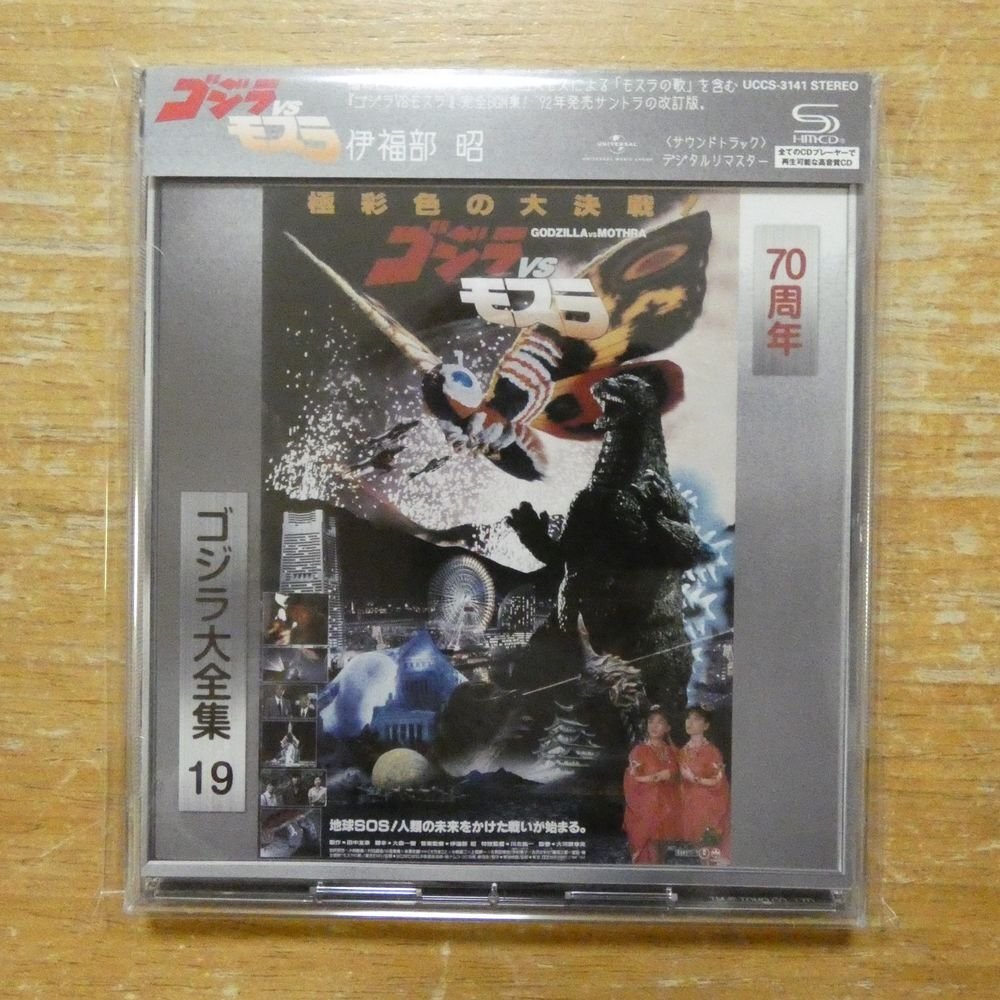 ゴジラ
VS
モスラ
による「モスラの歌」を含む
『ゴジラVSモスラ』完全BGM集! '92年発売サントラの改訂版。
UCCS-3141 STEREO
伊福部 昭
UNIVERSAL
UNIVERSAL MUSIC GROUP
〈サウンドトラック〉
デジタルリマスター
SHM-CD
全てのCDプレーヤーで
再生可能な高音質CD
極彩色の大決戦!
GODZILLA vs MOTHRA
ゴジラ
VS
モスラ
70周年
ゴジラ大全集
19
地球SOS!人類の未来をかけた戦いが始まる。